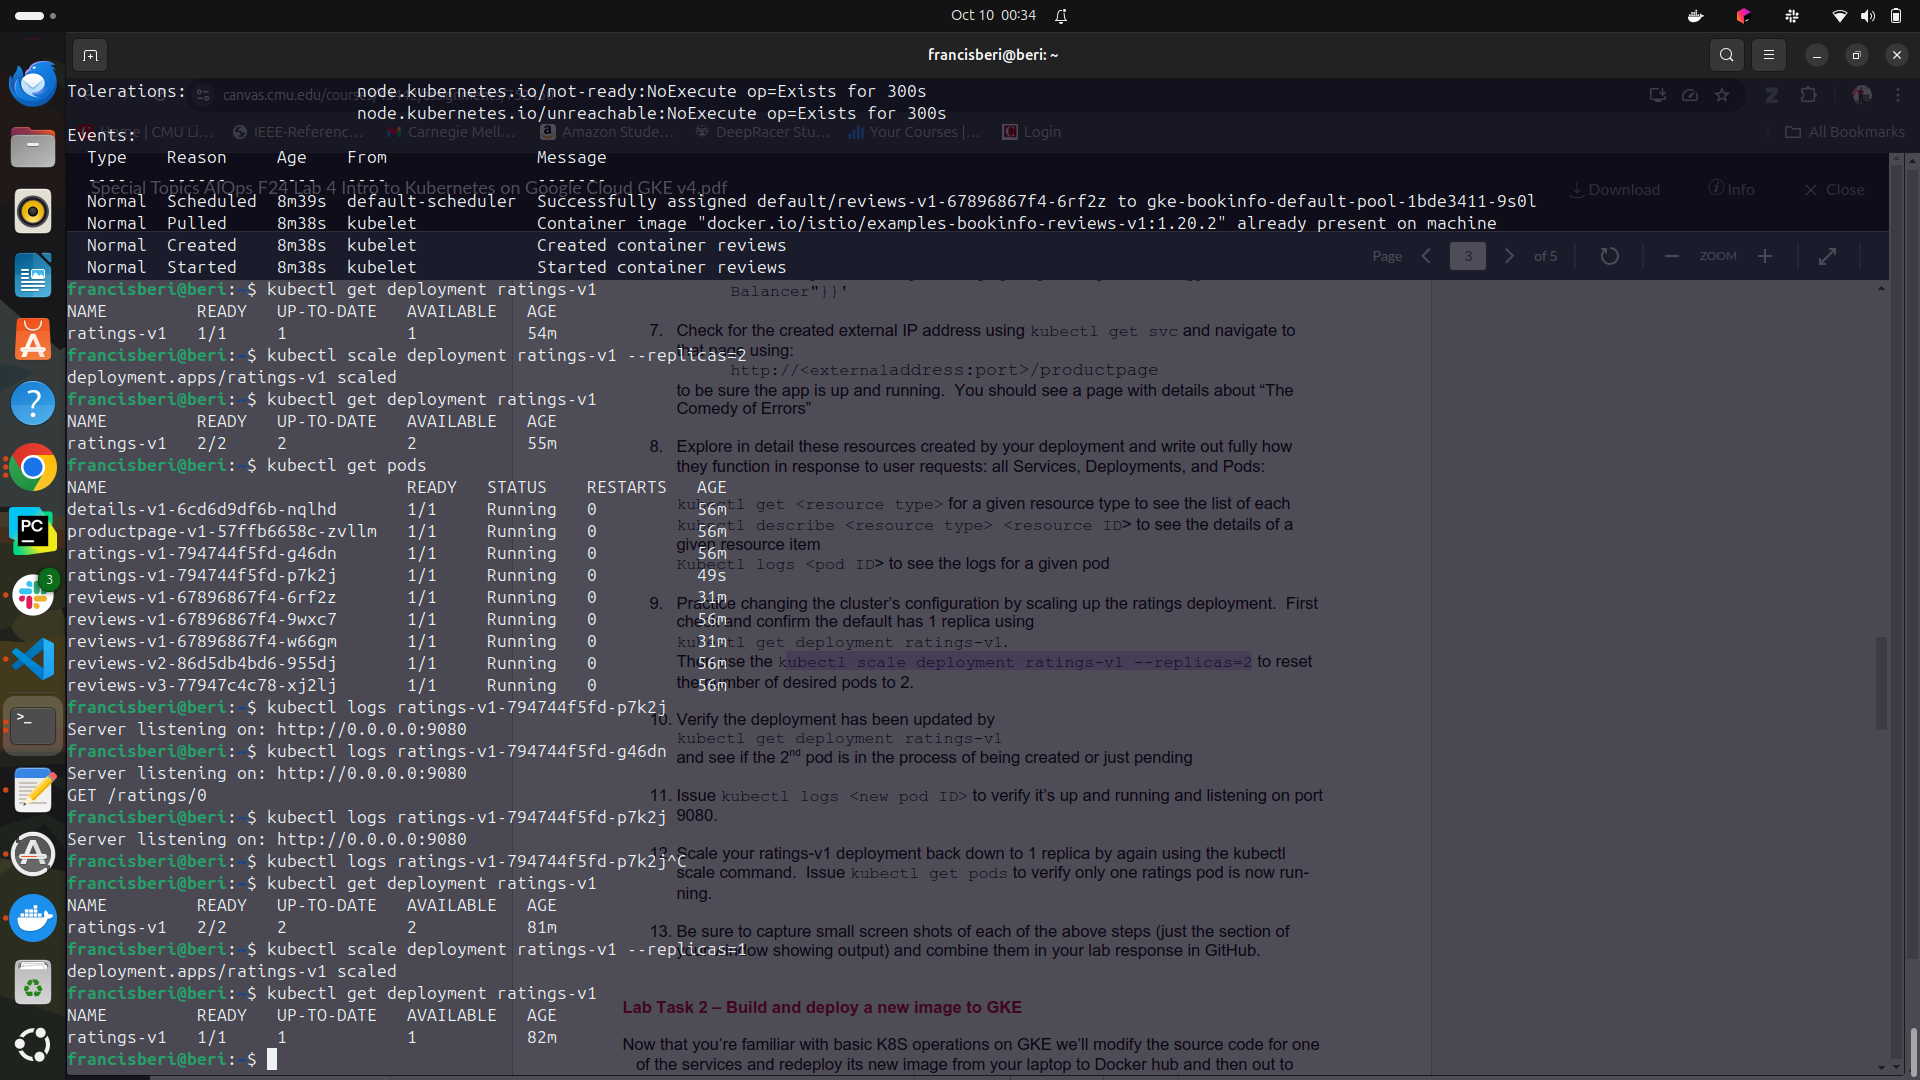 Oct 10  00:34
francisberi@beri: ~
Tolerations:                 node.kubernetes.io/not-ready:NoExecute op=Exists for 300s
                             node.kubernetes.io/unreachable:NoExecute op=Exists for 300s
Events:
  Type    Reason     Age    From               Message
  ----    ------     ----   ----               -------
  Normal  Scheduled  8m39s  default-scheduler  Successfully assigned default/reviews-v1-67896867f4-6rf2z to gke-bookinfo-default-pool-1bde3411-9s0l
  Normal  Pulled     8m38s  kubelet            Container image "docker.io/istio/examples-bookinfo-reviews-v1:1.20.2" already present on machine
  Normal  Created    8m38s  kubelet            Created container reviews
  Normal  Started    8m38s  kubelet            Started container reviews
francisberi@beri:~$ kubectl get deployment ratings-v1
NAME         READY   UP-TO-DATE   AVAILABLE   AGE
ratings-v1   1/1     1            1           54m
francisberi@beri:~$ kubectl scale deployment ratings-v1 --replicas=2
deployment.apps/ratings-v1 scaled
francisberi@beri:~$ kubectl get deployment ratings-v1
NAME         READY   UP-TO-DATE   AVAILABLE   AGE
ratings-v1   2/2     2            2           55m
francisberi@beri:~$ kubectl get pods
NAME                              READY   STATUS    RESTARTS   AGE
details-v1-6cd6d9df6b-nqlhd       1/1     Running   0          56m
productpage-v1-57ffb6658c-zvllm   1/1     Running   0          56m
ratings-v1-794744f5fd-g46dn       1/1     Running   0          56m
ratings-v1-794744f5fd-p7k2j       1/1     Running   0          49s
reviews-v1-67896867f4-6rf2z       1/1     Running   0          31m
reviews-v1-67896867f4-9wxc7       1/1     Running   0          56m
reviews-v1-67896867f4-w66gm       1/1     Running   0          31m
reviews-v2-86d5db4bd6-955dj       1/1     Running   0          56m
reviews-v3-77947c4c78-xj2lj       1/1     Running   0          56m
francisberi@beri:~$ kubectl logs ratings-v1-794744f5fd-p7k2j
Server listening on: http://0.0.0.0:9080
francisberi@beri:~$ kubectl logs ratings-v1-794744f5fd-g46dn
Server listening on: http://0.0.0.0:9080
GET /ratings/0
francisberi@beri:~$ kubectl logs ratings-v1-794744f5fd-p7k2j
Server listening on: http://0.0.0.0:9080
francisberi@beri:~$ kubectl logs ratings-v1-794744f5fd-p7k2j^C
francisberi@beri:~$ kubectl get deployment ratings-v1
NAME         READY   UP-TO-DATE   AVAILABLE   AGE
ratings-v1   2/2     2            2           81m
francisberi@beri:~$ kubectl scale deployment ratings-v1 --replicas=1
deployment.apps/ratings-v1 scaled
francisberi@beri:~$ kubectl get deployment ratings-v1
NAME         READY   UP-TO-DATE   AVAILABLE   AGE
ratings-v1   1/1     1            1           82m
francisberi@beri:~$
canvas.cmu.edu/courses
| CMU Li...
IEEE-Referenc...
Carnegie Mell...
Amazon Stude...
DeepRacer Stu...
Your Courses |...
Login
All Bookmarks
Special Topics AIOps F24 Lab 4 Intro to Kubernetes on Google Cloud GKE v4.pdf
Download
Info
Close
Page 3 of 5
ZOOM
Balancer"}}'
7. Check for the created external IP address using kubectl get svc and navigate to
that page using:
http://<externaladdress:port>/productpage
to be sure the app is up and running.  You should see a page with details about “The
Comedy of Errors”
8. Explore in detail these resources created by your deployment and write out fully how
they function in response to user requests: all Services, Deployments, and Pods:
kubectl get <resource type> for a given resource type to see the list of each
kubectl describe <resource type> <resource ID> to see the details of a
given resource item
Kubectl logs <pod ID> to see the logs for a given pod
9. Practice changing the cluster’s configuration by scaling up the ratings deployment.  First
check and confirm the default has 1 replica using
kubectl get deployment ratings-v1.
Then use the kubectl scale deployment ratings-v1 --replicas=2 to reset
the number of desired pods to 2.
10. Verify the deployment has been updated by
kubectl get deployment ratings-v1
and see if the 2nd pod is in the process of being created or just pending
11. Issue kubectl logs <new pod ID> to verify it’s up and running and listening on port
9080.
12. Scale your ratings-v1 deployment back down to 1 replica by again using the kubectl
scale command.  Issue kubectl get pods to verify only one ratings pod is now run-
ning.
13. Be sure to capture small screen shots of each of the above steps (just the section of
your window showing output) and combine them in your lab response in GitHub.
Lab Task 2 – Build and deploy a new image to GKE
Now that you’re familiar with basic K8S operations on GKE we’ll modify the source code for one
of the services and redeploy its new image from your laptop to Docker hub and then out to
PC
3